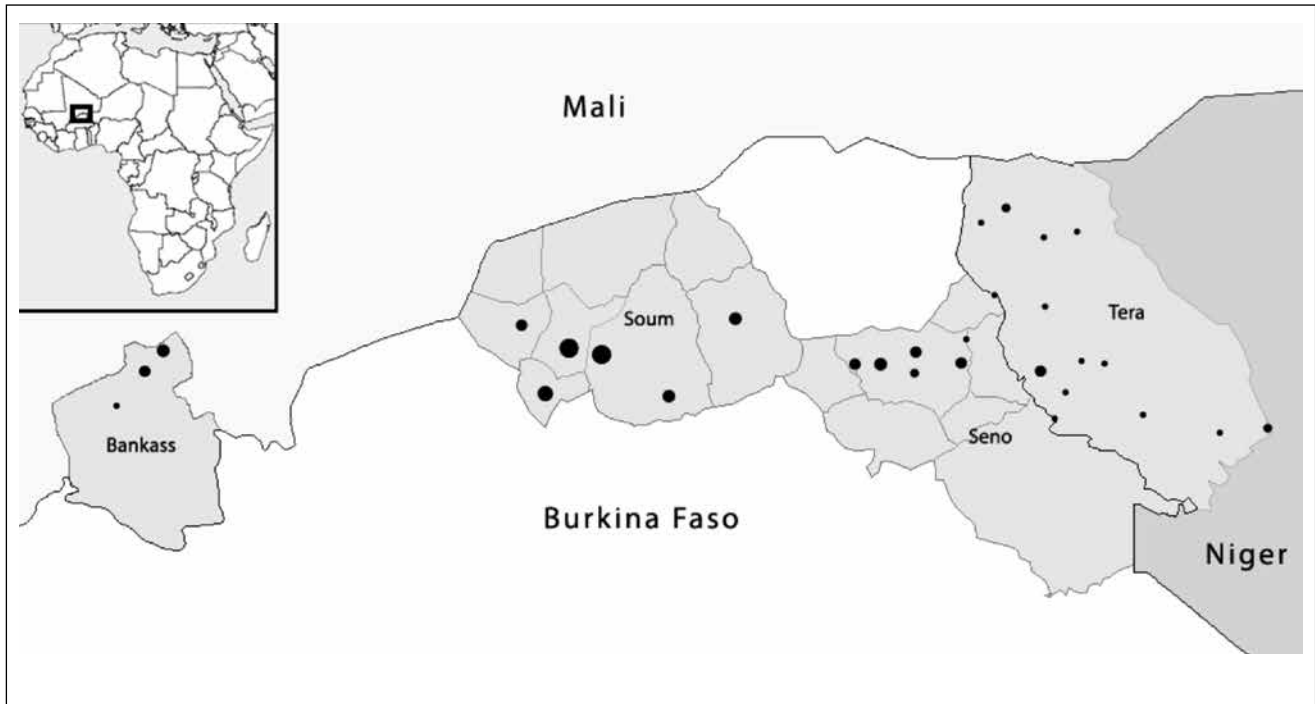 Mali
Soum
Tera
Bankass
Seno
Burkina Faso
Niger